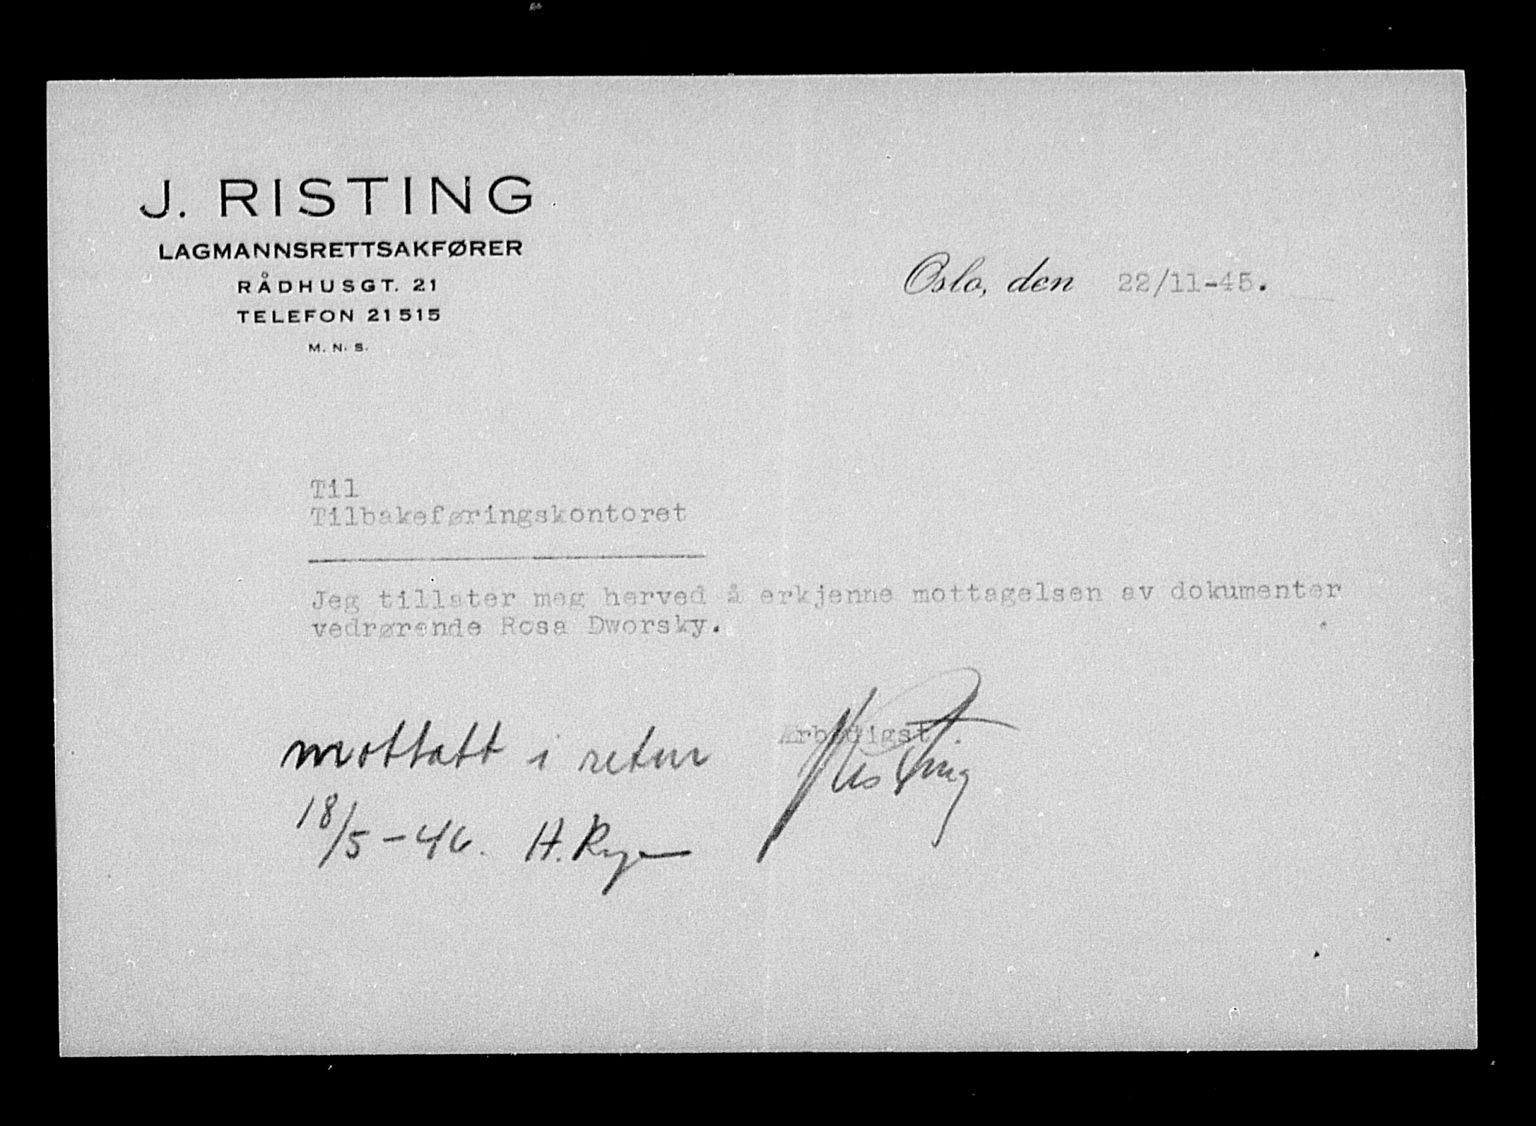 J. RISTING
LAGMANNSRETTSAKFØRER
RÅDHUSGT. 21
TELEFON 21515
M. N. S.
Oslo, den 22/11-45.
Til
Tilbakeføringskontoret
Jeg tillater meg herved å erkjenne mottagelsen av dokumenter
vedrørende Rosa Dworsky.
Ærbødigst.
Risting
mottatt i retur
18/5-46. H.